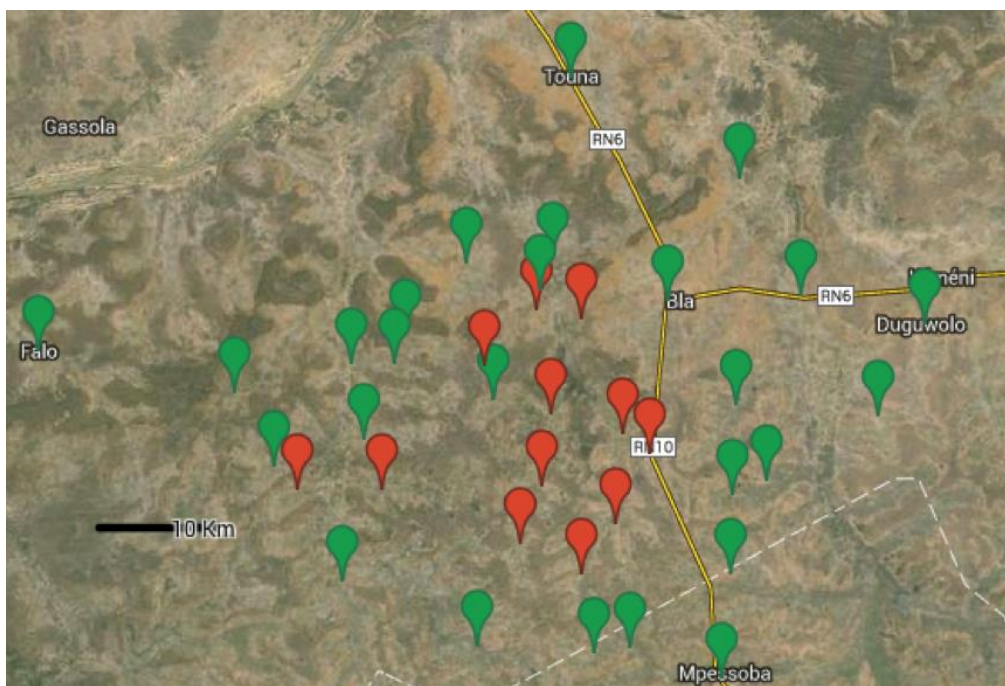 Touna
Gassola
RN6
Bla
RN6
Duguwolo
Falo
RN10
10 Km
Mpessoba